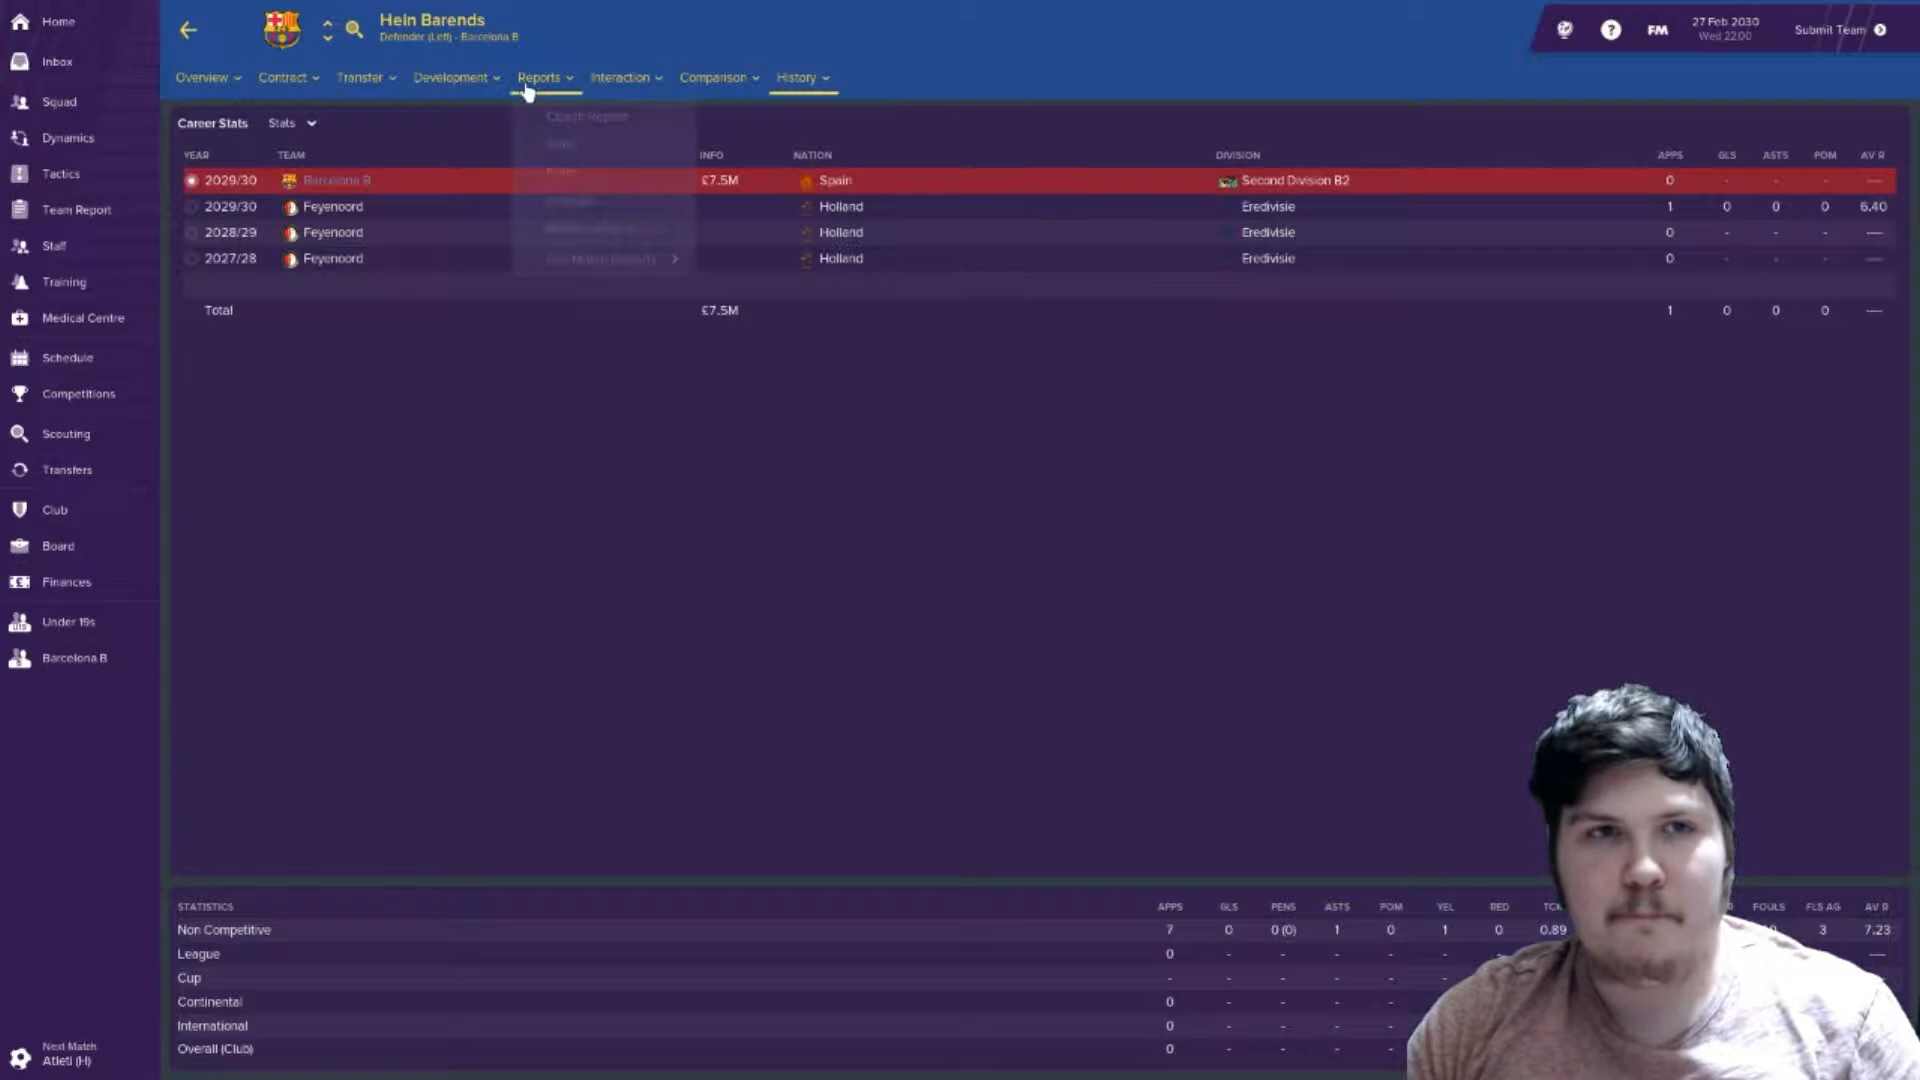 Home
Inbox
Squad
Dynamics
Tactics
Team Report
Staff
Training
Medical Centre
Schedule
Competitions
Scouting
Transfers
Club
Board
Finances
Under 19s
Barcelona B
Next Match
Atleti (H)
Hein Barends
Defender (Left) - Barcelona B
? FM 27 Feb 2030 Submit Team
Wed 22:00
Overview Contract Transfer Development Reports Interaction Comparison History
Coach Report
Career Stats Stats
YEAR TEAM INFO NATION DIVISION APPS GLS ASTS POM AV R
2029/30 Barcelona B £7.5M Spain Second Division B2 0 - - - —
2029/30 Feyenoord Holland Eredivisie 1 0 0 0 6.40
2028/29 Feyenoord Holland Eredivisie 0 - - - —
2027/28 Feyenoord Holland Eredivisie 0 - - - —
Total £7.5M 1 0 0 0 —
STATISTICS APPS GLS PENS ASTS POM YEL RED TCK R FOULS FLS AG AV R
Non Competitive 7 0 0 (0) 1 0 1 0 0.89 3 7.23
League 0 - - - - - - —
Cup - - - - - -
Continental 0 - - - -
International 0 - - - -
Overall (Club) 0 - - - -